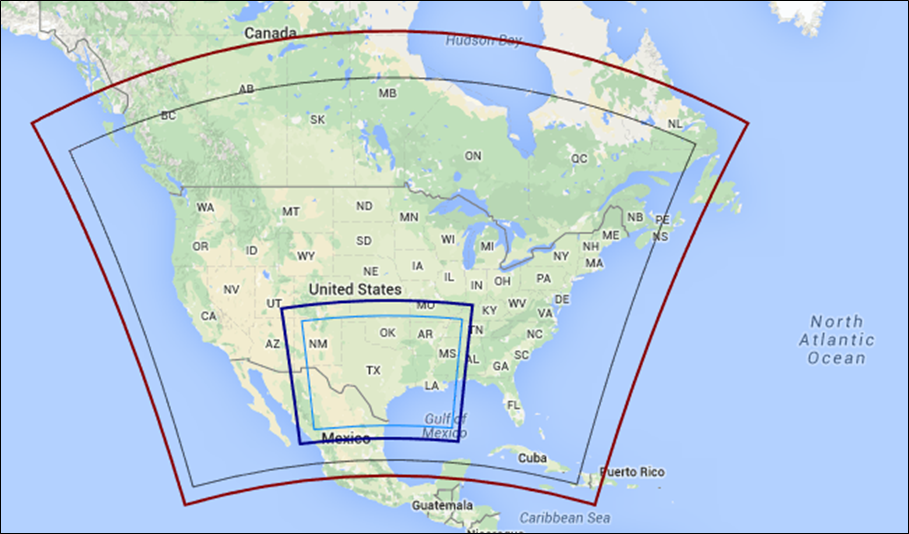 Canada
Hudson Bay
AB
MB
BC
SK
NL
ON
QC
WA
MT
ND
MN
NB
PE
OR
ID
SD
WI
MI
ME
NS
WY
NH
NY
MA
NE
IA
IL
IN
OH
PA
NV
United States
UT
MO
KY
WV
DE
CA
VA
North
Atlantic
Ocean
AZ
NM
OK
AR
TN
NC
MS
AL
SC
TX
GA
LA
FL
Gulf of
Mexico
Mexico
Cuba
Puerto Rico
Guatemala
Caribbean Sea
Nicaragua